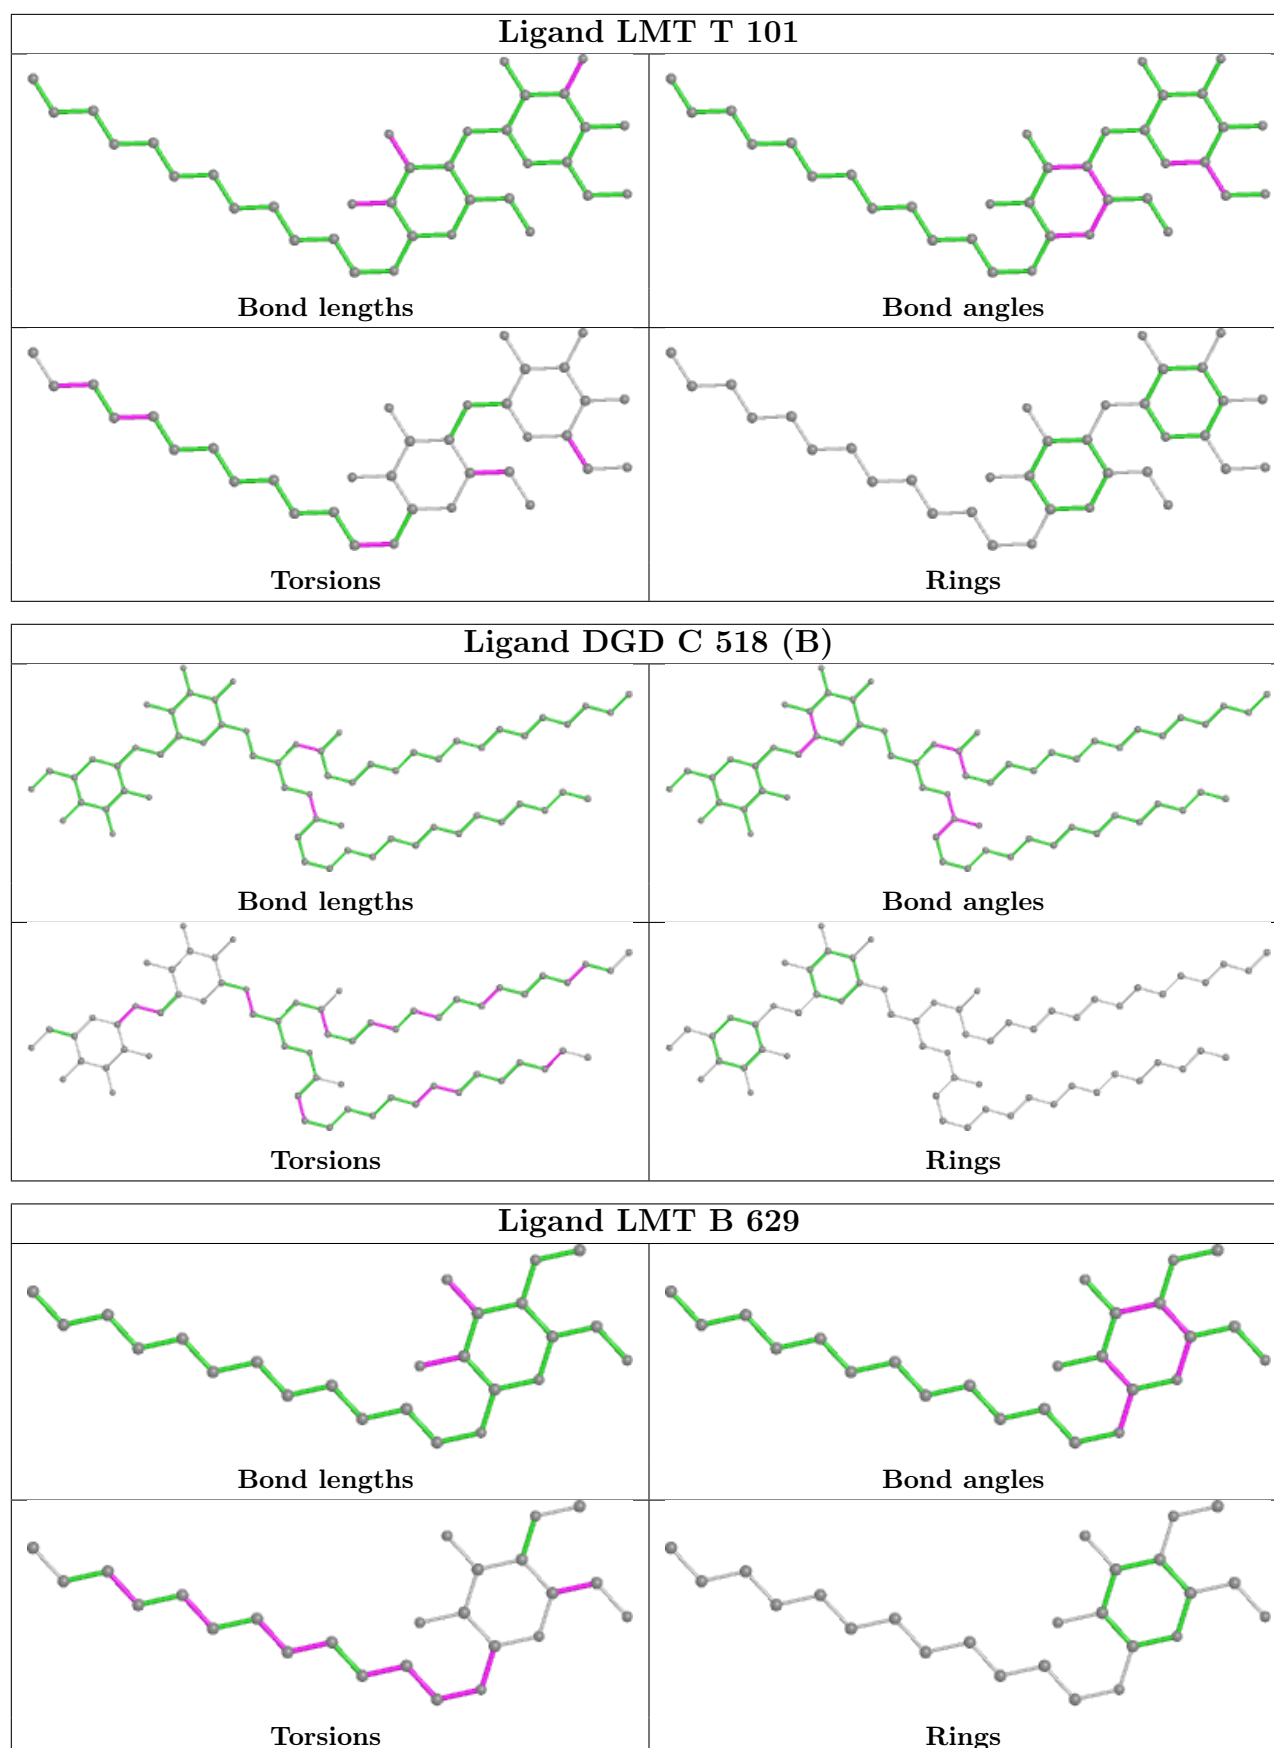 Ligand LMT T 101
Bond lengths
Bond angles
Torsions
Rings
Ligand DGD C 518 (B)
Bond lengths
Bond angles
Torsions
Rings
Ligand LMT B 629
Bond lengths
Bond angles
Torsions
Rings